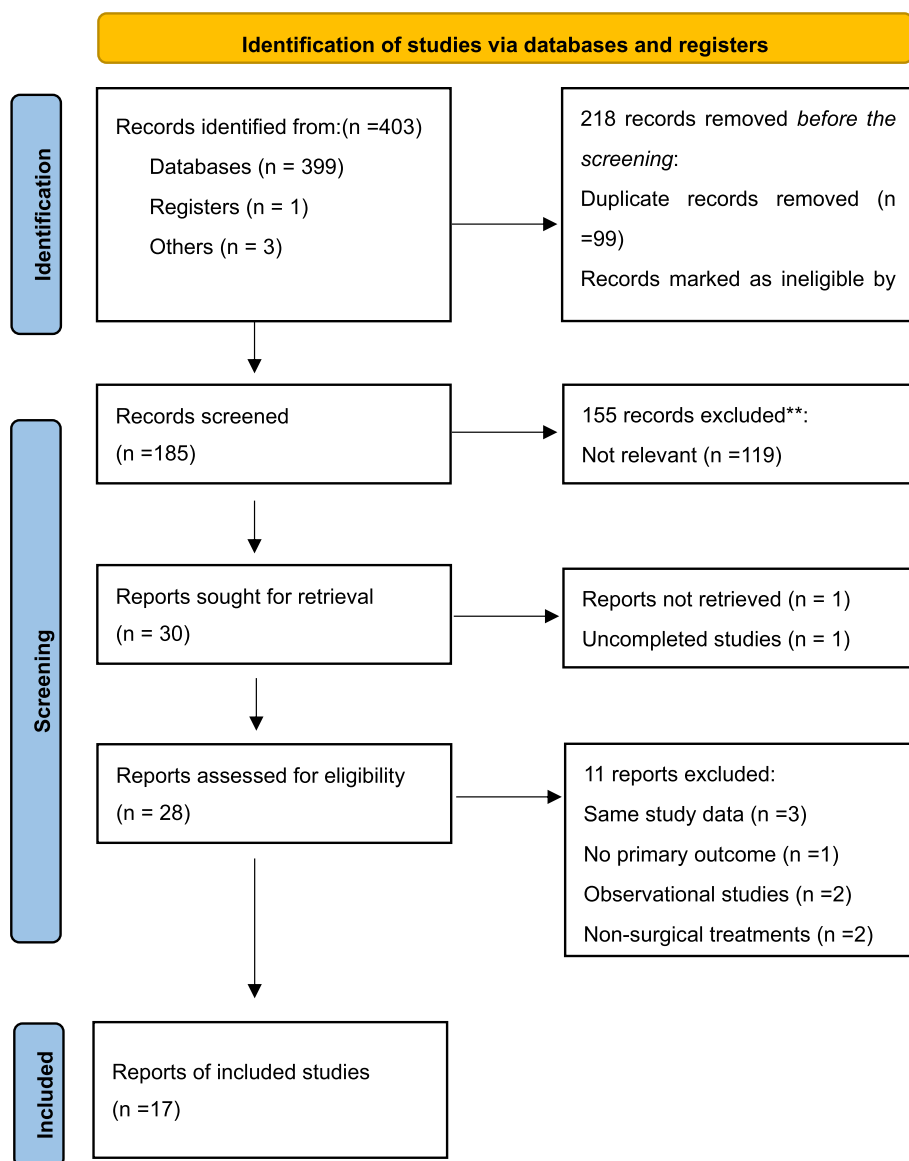 Identification of studies via databases and registers
Identification
Records identified from:(n =403)
Databases (n = 399)
Registers (n = 1)
Others (n = 3)
218 records removed before the
screening:
Duplicate records removed (n
=99)
Records marked as ineligible by
Screening
Records screened
(n =185)
155 records excluded**:
Not relevant (n =119)
Reports sought for retrieval
(n = 30)
Reports not retrieved (n = 1)
Uncompleted studies (n = 1)
Reports assessed for eligibility
(n = 28)
11 reports excluded:
Same study data (n =3)
No primary outcome (n =1)
Observational studies (n =2)
Non-surgical treatments (n =2)
Included
Reports of included studies
(n =17)